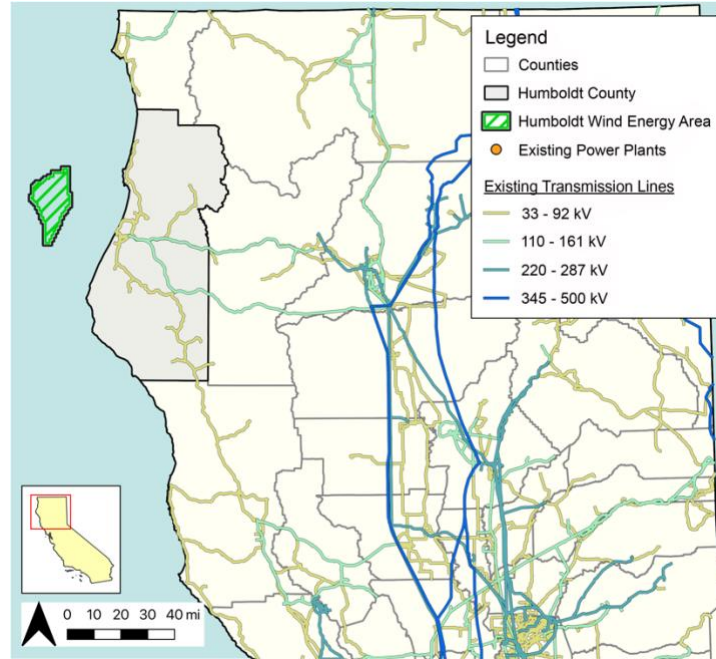 Legend
Counties
Humboldt County
Humboldt Wind Energy Area
Existing Power Plants
Existing Transmission Lines
33 - 92 kV
110 - 161 kV
220 - 287 kV
345 - 500 kV
0 10 20 30 40 mi